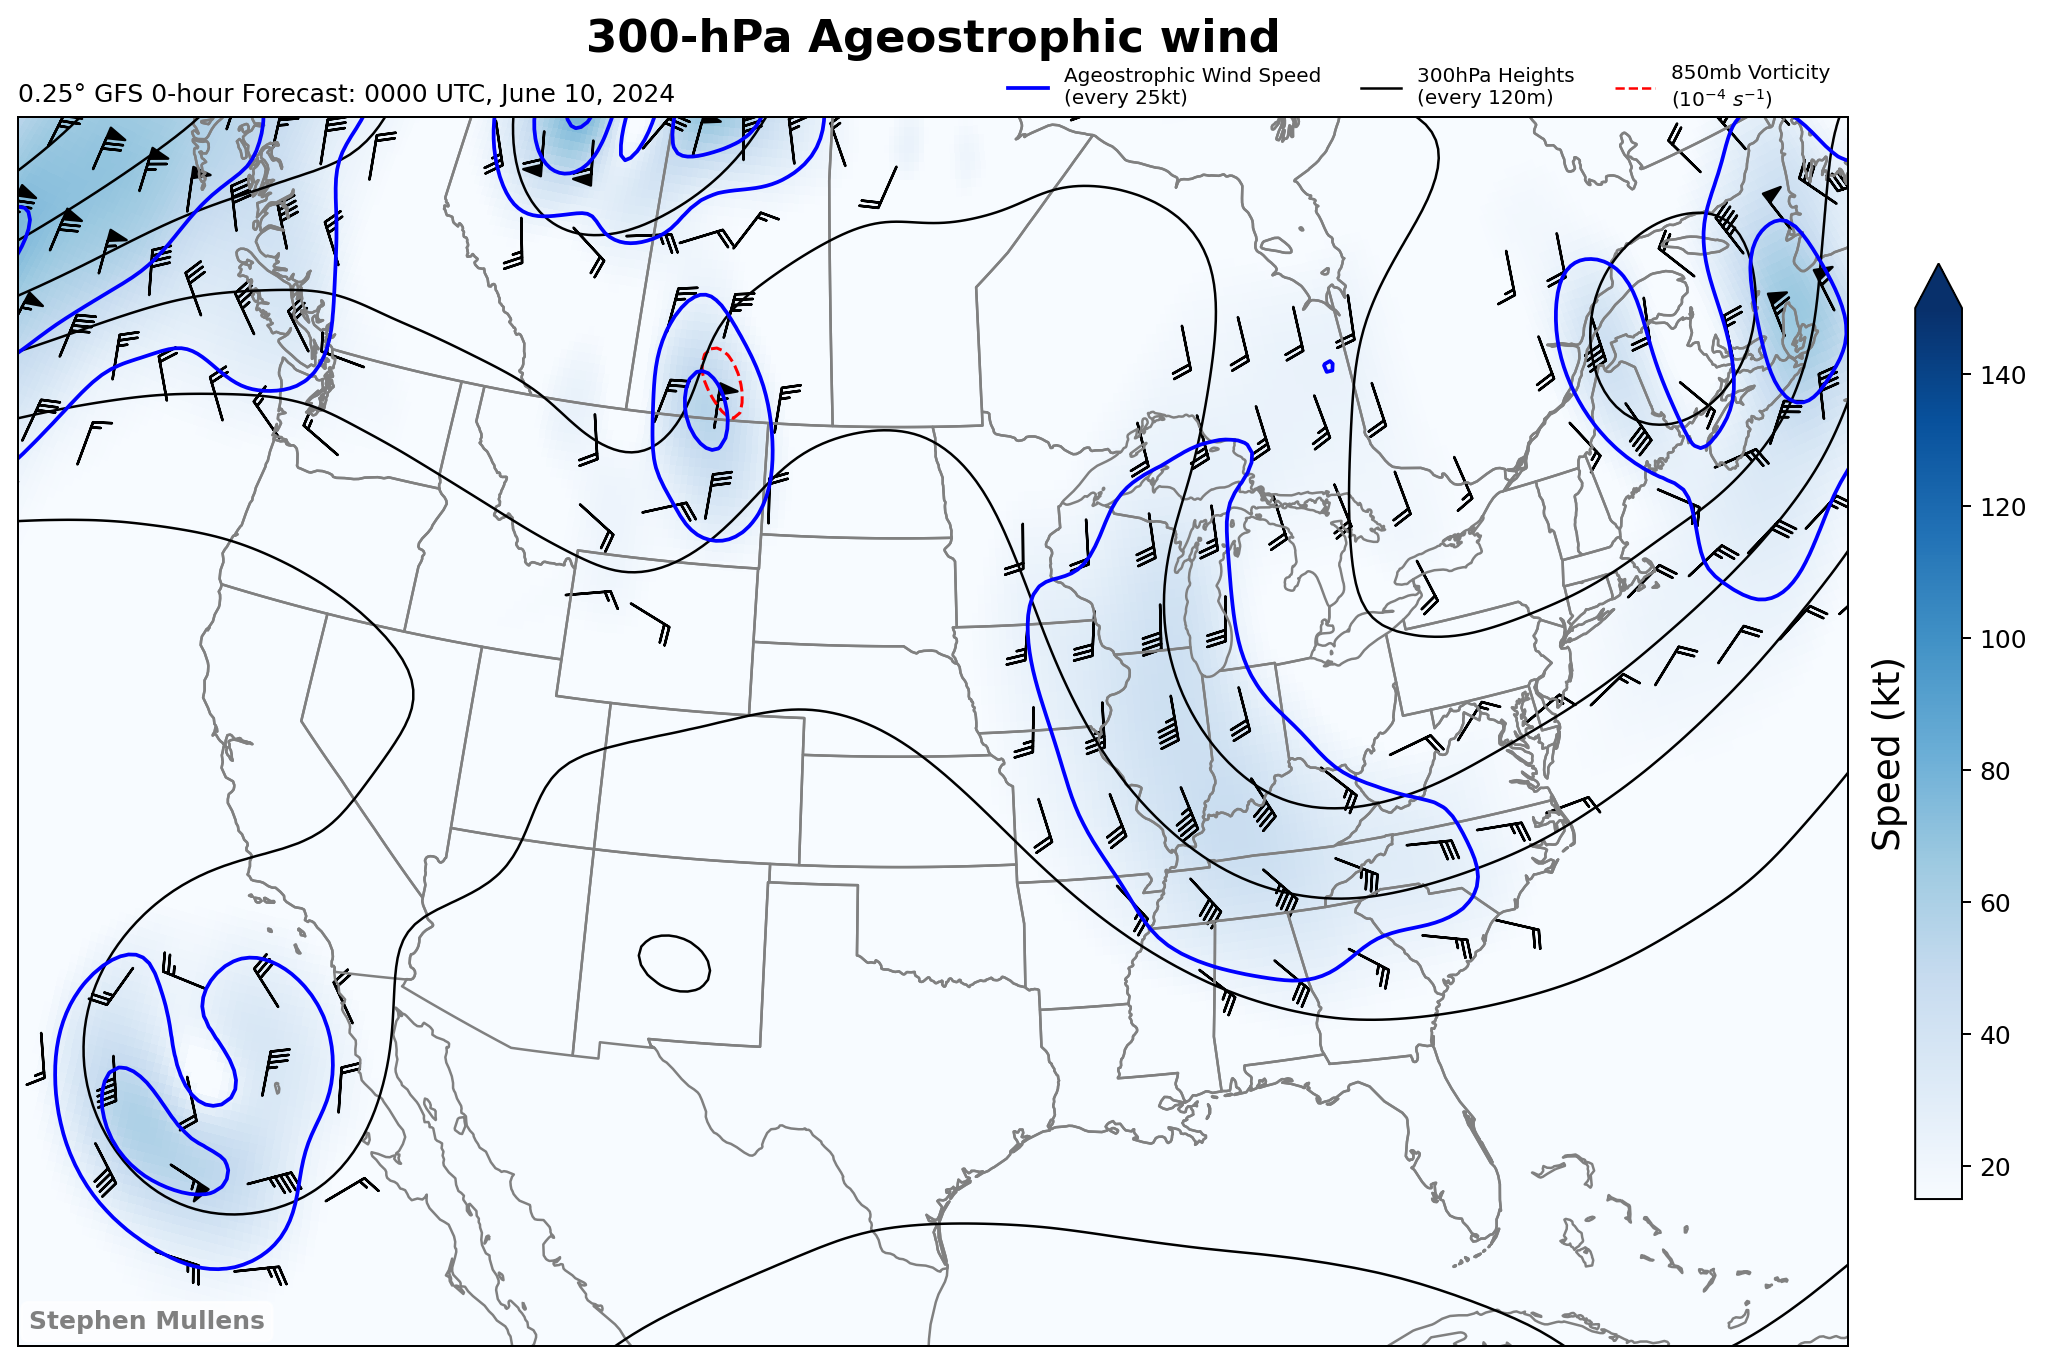 300-hPa Ageostrophic wind
0.25° GFS 0-hour Forecast: 0000 UTC, June 10, 2024
Ageostrophic Wind Speed
(every 25kt)
300hPa Heights
(every 120m)
850mb Vorticity
(10⁻⁴ s⁻¹)
140
120
100
80
60
40
20
Speed (kt)
Stephen Mullens